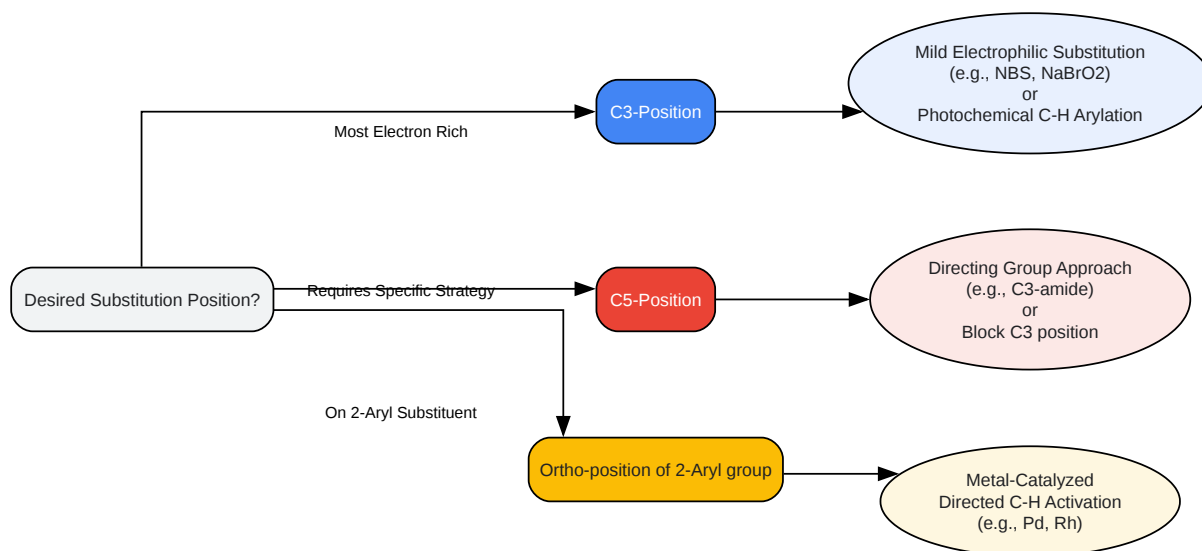 Mild Electrophilic Substitution
(e.g., NBS, NaBrO2)
or
Photochemical C-H Arylation
C3-Position
Most Electron Rich
Directing Group Approach
(e.g., C3-amide)
or
Block C3 position
Desired Substitution Position?
Requires Specific Strategy
C5-Position
On 2-Aryl Substituent
Ortho-position of 2-Aryl group
Metal-Catalyzed
Directed C-H Activation
(e.g., Pd, Rh)